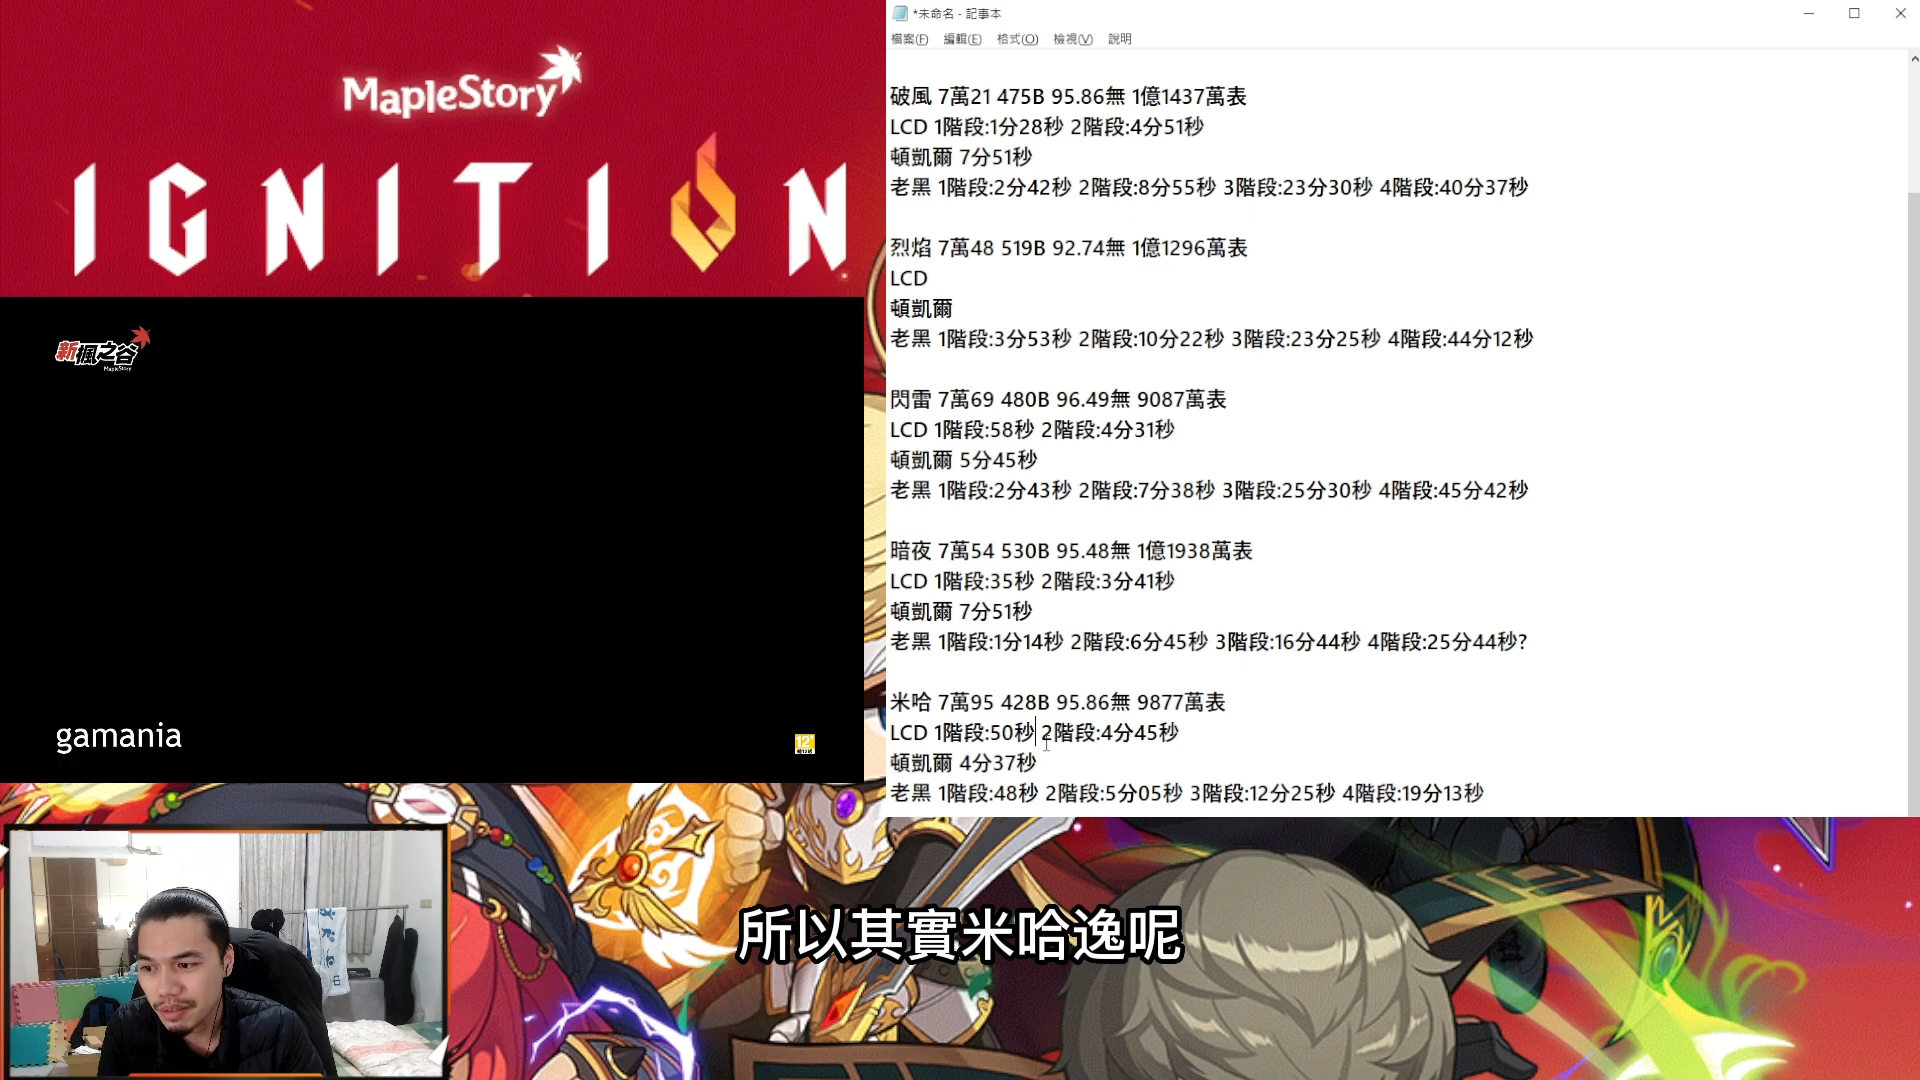 MapleStory
IGNITION
新楓之谷
MapleStory
gamania
12+
*未命名 - 記事本
檔案(F) 編輯(E) 格式(O) 檢視(V) 說明
破風 7萬21 475B 95.86無 1億1437萬表
LCD 1階段:1分28秒 2階段:4分51秒
頓凱爾 7分51秒
老黑 1階段:2分42秒 2階段:8分55秒 3階段:23分30秒 4階段:40分37秒
烈焰 7萬48 519B 92.74無 1億1296萬表
LCD
頓凱爾
老黑 1階段:3分53秒 2階段:10分22秒 3階段:23分25秒 4階段:44分12秒
閃雷 7萬69 480B 96.49無 9087萬表
LCD 1階段:58秒 2階段:4分31秒
頓凱爾 5分45秒
老黑 1階段:2分43秒 2階段:7分38秒 3階段:25分30秒 4階段:45分42秒
暗夜 7萬54 530B 95.48無 1億1938萬表
LCD 1階段:35秒 2階段:3分41秒
頓凱爾 7分51秒
老黑 1階段:1分14秒 2階段:6分45秒 3階段:16分44秒 4階段:25分44秒?
米哈 7萬95 428B 95.86無 9877萬表
LCD 1階段:50秒 2階段:4分45秒
頓凱爾 4分37秒
老黑 1階段:48秒 2階段:5分05秒 3階段:12分25秒 4階段:19分13秒
所以其實米哈逸呢